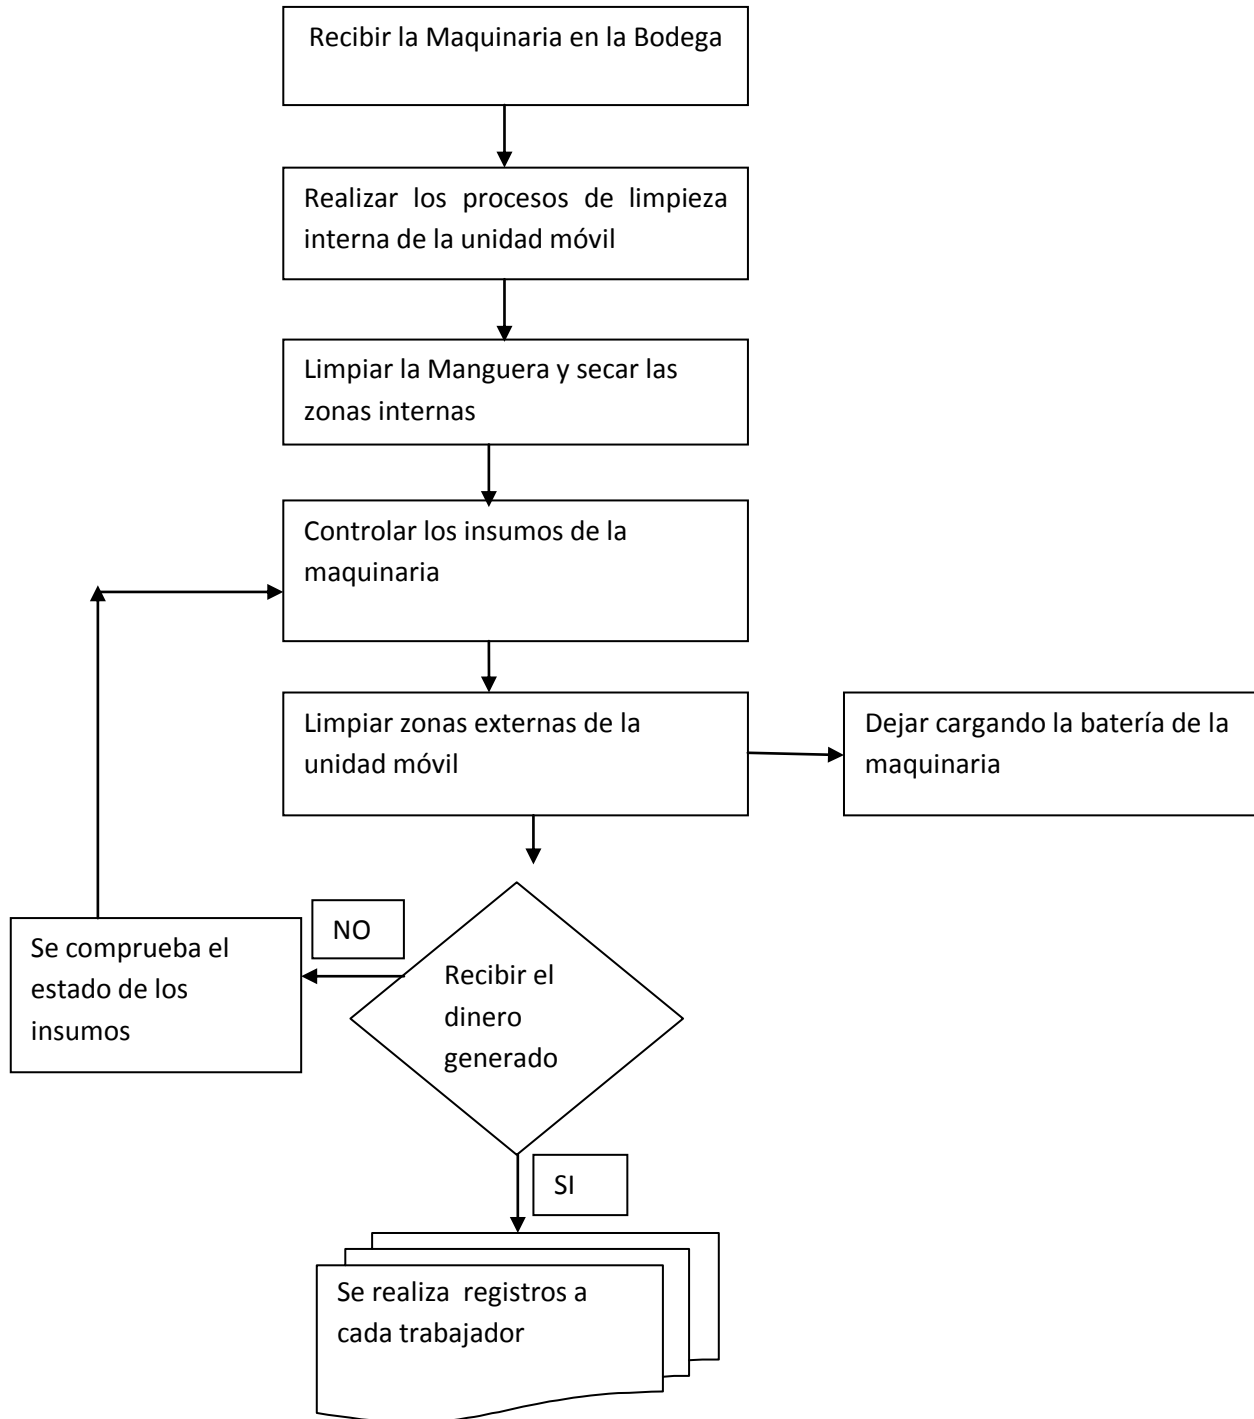 Recibir la Maquinaria en la Bodega
Realizar los procesos de limpieza
interna de la unidad móvil
Limpiar la Manguera y secar las
zonas internas
Controlar los insumos de la
maquinaria
Limpiar zonas externas de la
unidad móvil
Dejar cargando la batería de la
maquinaria
NO
Se comprueba el
estado de los
insumos
Recibir el
dinero
generado
SI
Se realiza registros a
cada trabajador